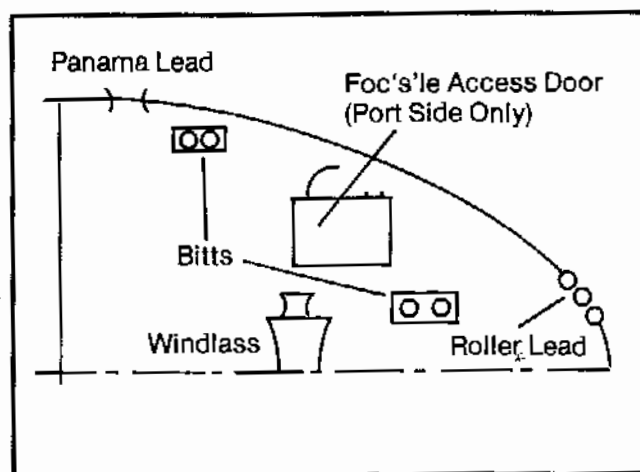 Panama Lead
Foc's'le Access Door
(Port Side Only)
Bitts
Windlass
Roller Lead